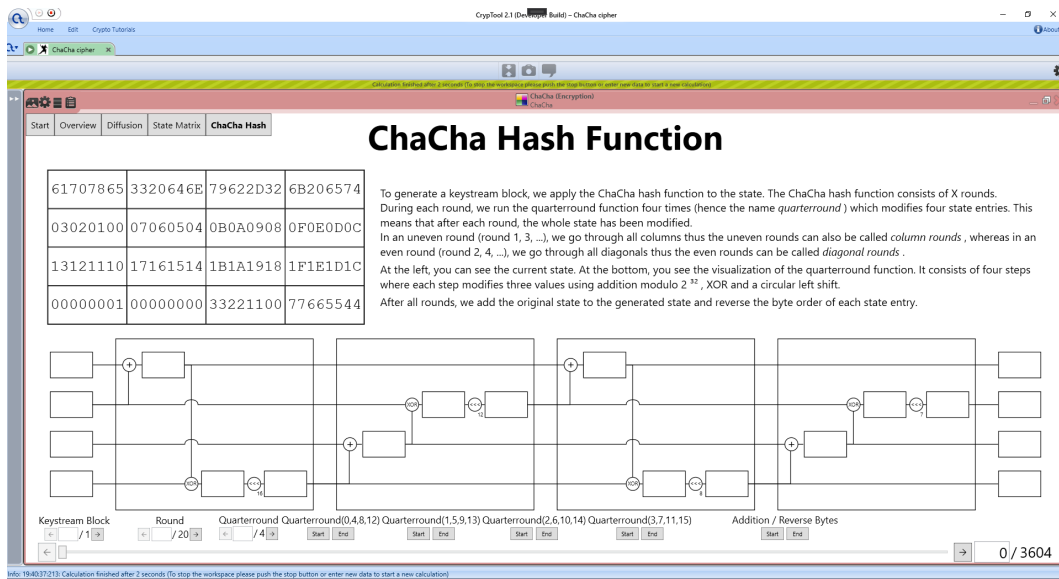 CrypTool 2.1 (Developer Build) – ChaCha cipher
Home Edit Crypto Tutorials About
ChaCha cipher
Calculation finished after 2 seconds (To stop the workspace please push the stop button or enter new data to start a new calculation)
ChaCha (Encryption)
ChaCha
Start Overview Diffusion State Matrix ChaCha Hash
ChaCha Hash Function
61707865 3320646E 79622D32 6B206574
03020100 07060504 0B0A0908 0F0E0D0C
13121110 17161514 1B1A1918 1F1E1D1C
00000001 00000000 33221100 77665544
To generate a keystream block, we apply the ChaCha hash function to the state. The ChaCha hash function consists of X rounds.
During each round, we run the quarterround function four times (hence the name quarterround ) which modifies four state entries. This
means that after each round, the whole state has been modified.
In an uneven round (round 1, 3, ...), we go through all columns thus the uneven rounds can also be called column rounds , whereas in an
even round (round 2, 4, ...), we go through all diagonals thus the even rounds can be called diagonal rounds .
At the left, you can see the current state. At the bottom, you see the visualization of the quarterround function. It consists of four steps
where each step modifies three values using addition modulo 2 ³² , XOR and a circular left shift.
After all rounds, we add the original state to the generated state and reverse the byte order of each state entry.
+ +
XOR <<< 12 XOR <<< 7
+ +
XOR <<< 16 XOR <<< 8
Keystream Block Round Quarterround Quarterround(0,4,8,12) Quarterround(1,5,9,13) Quarterround(2,6,10,14) Quarterround(3,7,11,15) Addition / Reverse Bytes
← / 1 → ← / 20 → ← / 4 → Start End Start End Start End Start End Start End
← → 0 / 3604
Info: 19:40:37:213: Calculation finished after 2 seconds (To stop the workspace please push the stop button or enter new data to start a new calculation)